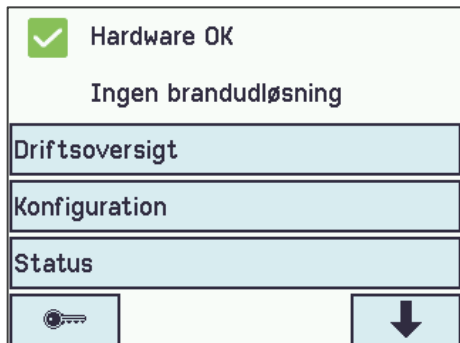 Hardware OK
Ingen brandudløsning
Driftsoversigt
Konfiguration
Status